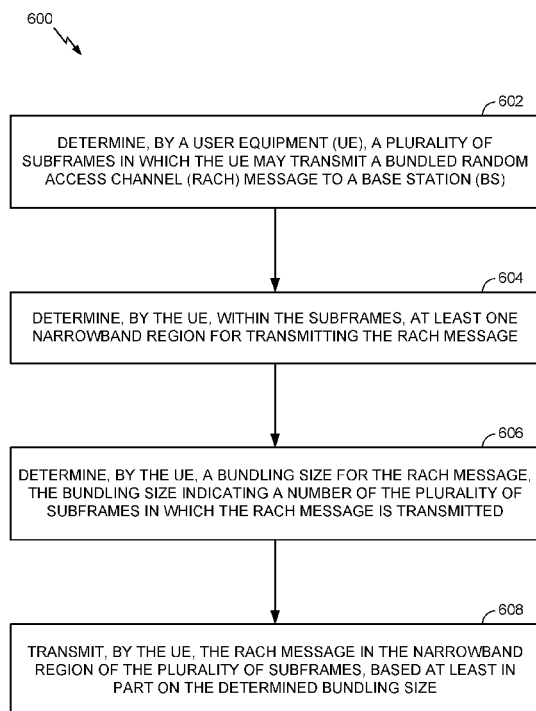 600
602
DETERMINE, BY A USER EQUIPMENT (UE), A PLURALITY OF
SUBFRAMES IN WHICH THE UE MAY TRANSMIT A BUNDLED RANDOM
ACCESS CHANNEL (RACH) MESSAGE TO A BASE STATION (BS)
604
DETERMINE, BY THE UE, WITHIN THE SUBFRAMES, AT LEAST ONE
NARROWBAND REGION FOR TRANSMITTING THE RACH MESSAGE
606
DETERMINE, BY THE UE, A BUNDLING SIZE FOR THE RACH MESSAGE,
THE BUNDLING SIZE INDICATING A NUMBER OF THE PLURALITY OF
SUBFRAMES IN WHICH THE RACH MESSAGE IS TRANSMITTED
608
TRANSMIT, BY THE UE, THE RACH MESSAGE IN THE NARROWBAND
REGION OF THE PLURALITY OF SUBFRAMES, BASED AT LEAST IN
PART ON THE DETERMINED BUNDLING SIZE